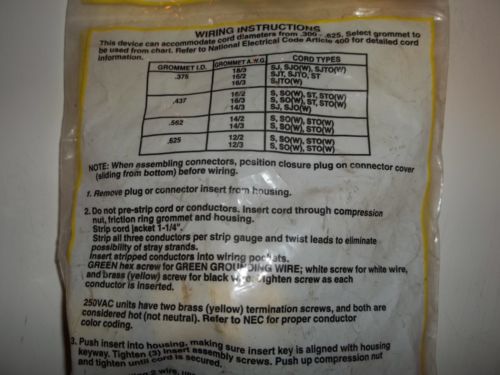 WIRING INSTRUCTIONS
This device can accommodate cord diameters from .300 - .625. Select grommet to
be used from chart. Refer to National Electrical Code Article 400 for detailed cord
information.
GROMMET I.D. GROMMET A.W.G. CORD TYPES
.375 18/3 SJ, SJO(W), SJTO(W)
16/2 SJT, SJTO, ST
16/3 SJTO(W)
.437 16/2 S, SO(W), ST, STO(W)
16/3 S, SO(W), ST, STO(W)
14/3 SJ, SJO(W)
.562 14/2 S, SO(W), STO(W)
14/3 S, SO(W), STO(W)
.625 12/2 S, SO(W), STO(W)
12/3 S, SO(W), STO(W)
NOTE: When assembling connectors, position closure plug on connector cover
(sliding from bottom) before wiring.
1. Remove plug or connector insert from housing.
2. Do not pre-strip cord or conductors. Insert cord through compression
nut, friction ring grommet and housing.
Strip cord jacket 1-1/4".
Strip all three conductors per strip gauge and twist leads to eliminate
possibility of stray strands.
Insert stripped conductors into wiring pockets.
GREEN hex screw for GREEN GROUNDING WIRE; white screw for white wire,
and brass (yellow) screw for black wire. Tighten screw as each
conductor is inserted.
250VAC units have two brass (yellow) termination screws, and both are
considered hot (not neutral). Refer to NEC for proper conductor
color coding.
3. Push insert into housing, making sure insert key is aligned with housing
keyway. Tighten (3) insert assembly screws. Push up compression nut
and tighten until cord is secured.
2 wire,